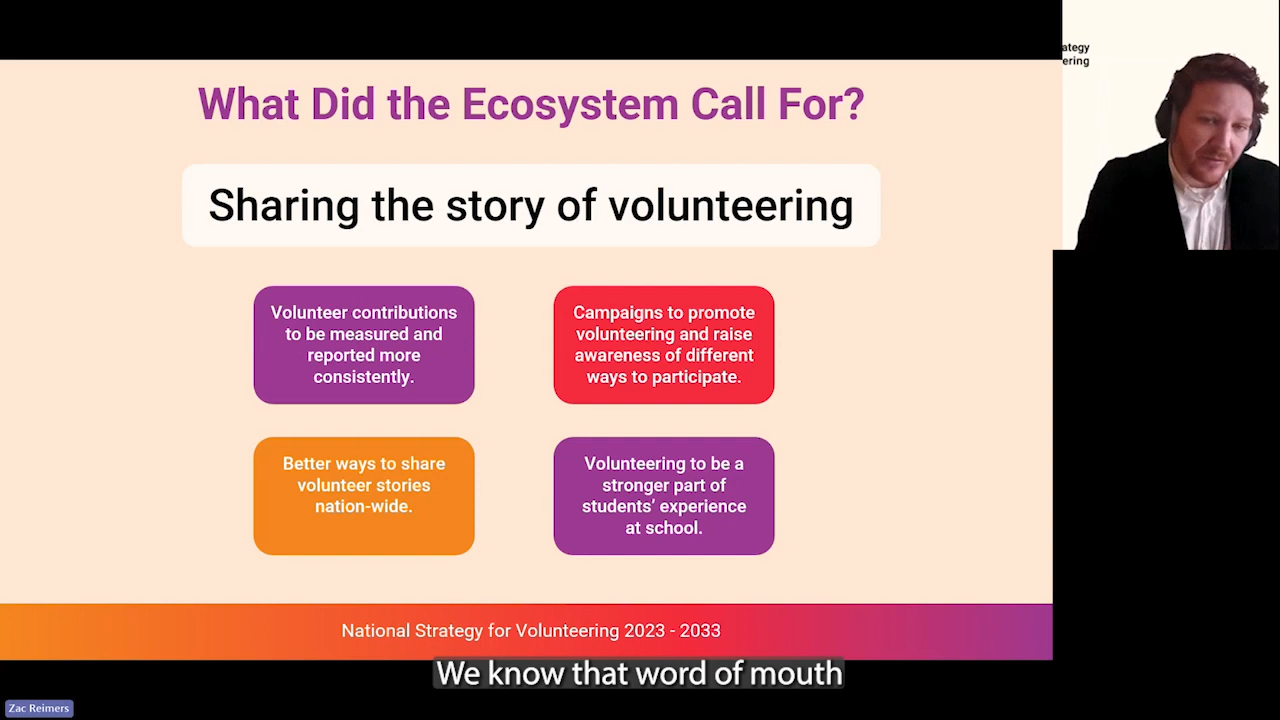 What Did the Ecosystem Call For?
ategy
ering
Sharing the story of volunteering
Volunteer contributions
to be measured and
reported more
consistently.
Campaigns to promote
volunteering and raise
awareness of different
ways to participate.
Better ways to share
volunteer stories
nation-wide.
Volunteering to be a
stronger part of
students’ experience
at school.
National Strategy for Volunteering 2023 - 2033
We know that word of mouth
Zac Reimers